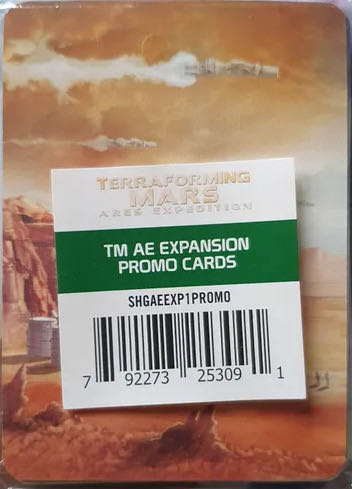 TERRAFORMING
MARS
ARES EXPEDITION
TM AE EXPANSION
PROMO CARDS
SHGAEEXP1PROMO
7 92273 25309 1